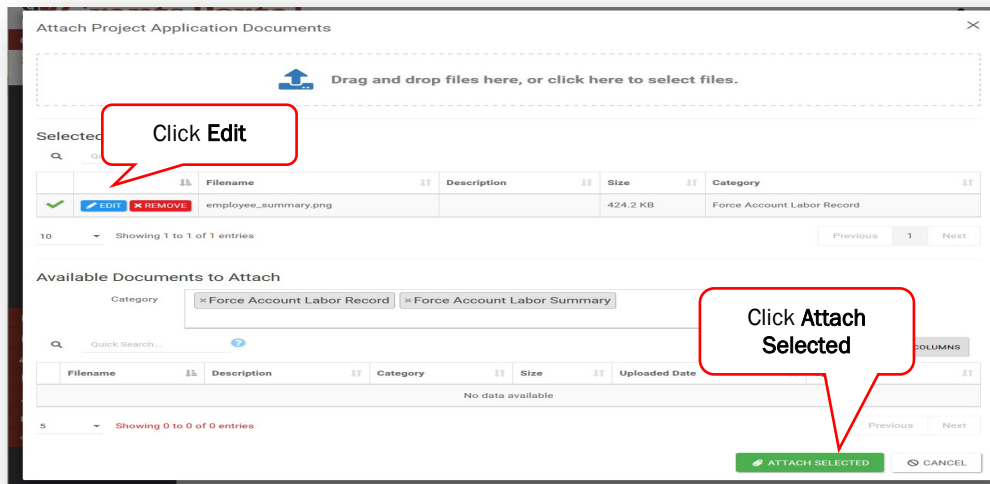 Attach Project Application Documents
Drag and drop files here, or click here to select files.
Click Edit
Selected
Filename Description Size Category
EDIT REMOVE employee_summary.png 424.2 KB Force Account Labor Record
10 Showing 1 to 1 of 1 entries Previous 1 Next
Available Documents to Attach
Category ×Force Account Labor Record ×Force Account Labor Summary
Click Attach
Selected
Quick Search... ? COLUMNS
Filename Description Category Size Uploaded Date
No data available
5 Showing 0 to 0 of 0 entries Previous Next
ATTACH SELECTED CANCEL